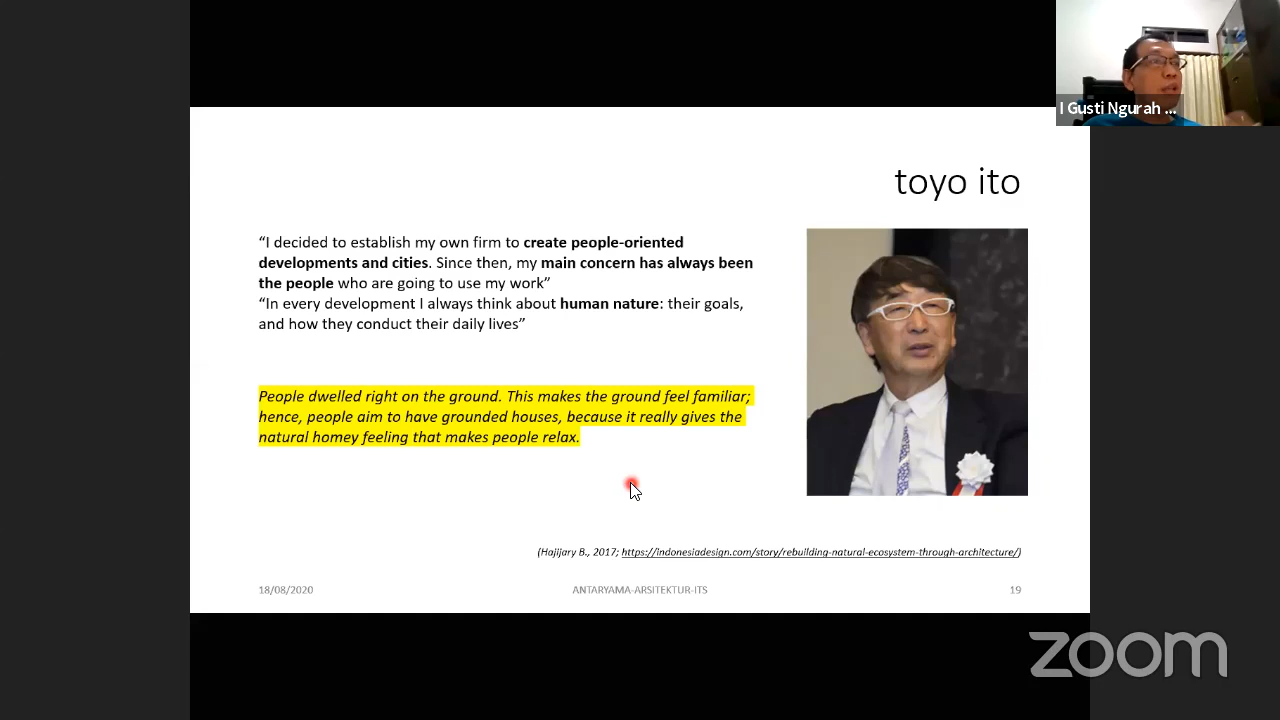 I Gusti Ngurah ...
toyo ito
“I decided to establish my own firm to create people-oriented
developments and cities. Since then, my main concern has always been
the people who are going to use my work”
“In every development I always think about human nature: their goals,
and how they conduct their daily lives”
People dwelled right on the ground. This makes the ground feel familiar;
hence, people aim to have grounded houses, because it really gives the
natural homey feeling that makes people relax.
(Hajijary B., 2017; https://indonesiadesign.com/story/rebuilding-natural-ecosystem-through-architecture/)
18/08/2020
ANTARYAMA-ARSITEKTUR-ITS
19
zoom